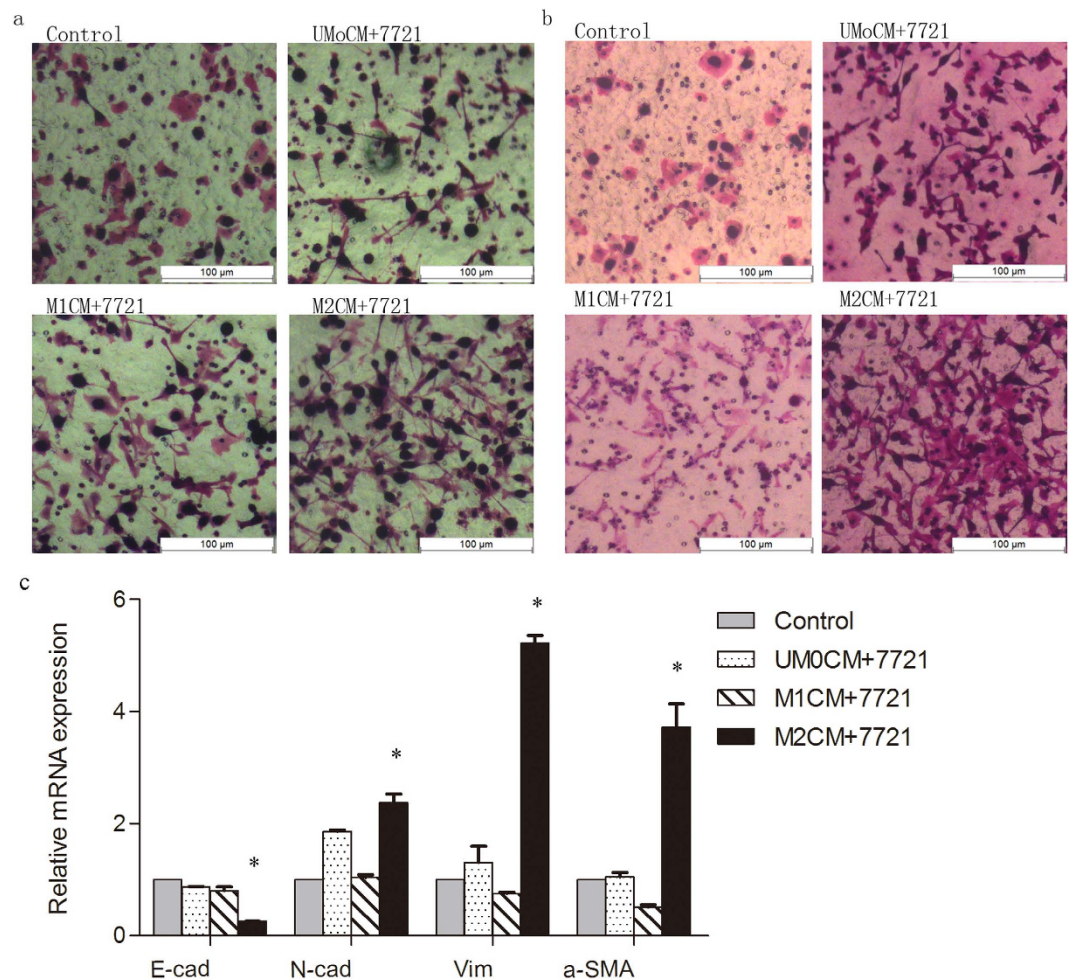 a
Control
UMoCM+7721
100 μm
100 μm
M1CM+7721
M2CM+7721
100 μm
100 μm
b
Control
UMoCM+7721
100 μm
100 μm
M1CM+7721
M2CM+7721
100 μm
100 μm
c
Relative mRNA expression
6
4
2
0
*
*
*
*
E-cad
N-cad
Vim
a-SMA
Control
UM0CM+7721
M1CM+7721
M2CM+7721